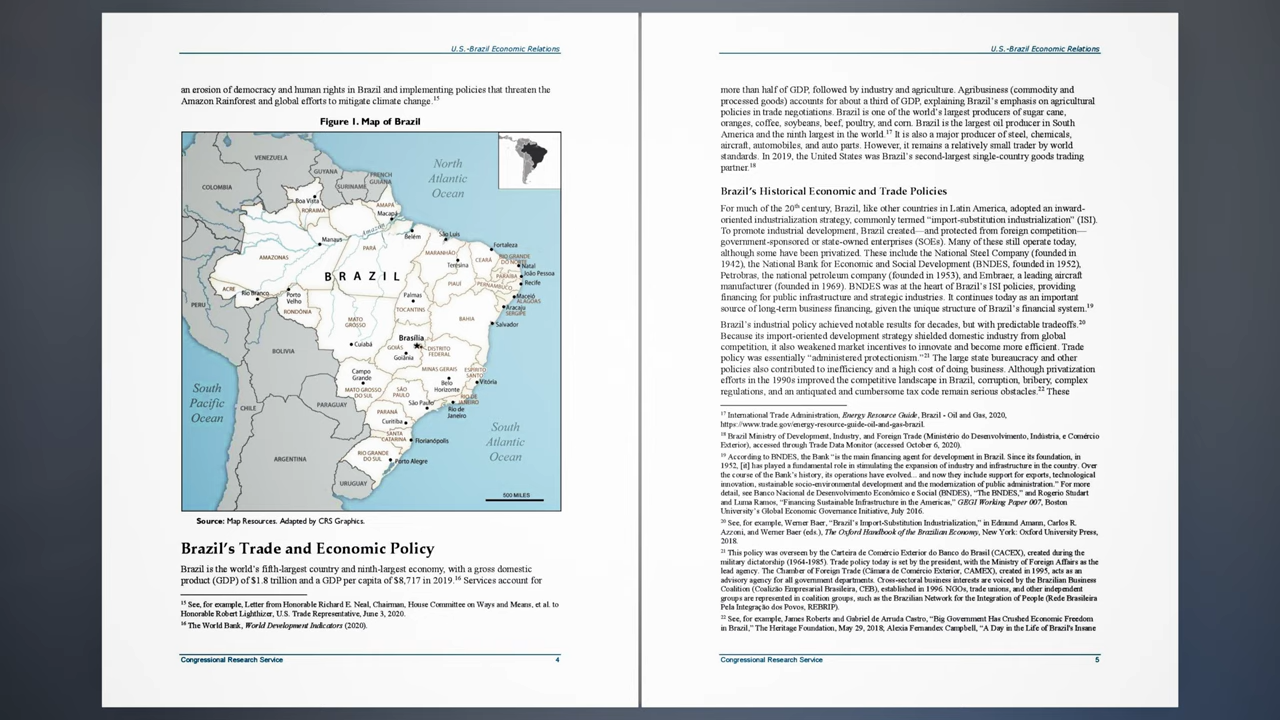 U.S.-Brazil Economic Relations
an erosion of democracy and human rights in Brazil and implementing policies that threaten the
Amazon Rainforest and global efforts to mitigate climate change.15
Figure 1. Map of Brazil
VENEZUELA
GUYANA
SURINAME
FRENCH
GUIANA
COLOMBIA
North
Atlantic
Ocean
Boa Vista
RORAIMA
AMAPÁ
Macapá
Amazon
Manaus
Belém
São Luis
Fortaleza
PARÁ
AMAZONAS
MARANHÃO
CEARÁ
RIO GRANDE
DO NORTE
Teresina
Natal
PARAÍBA
João Pessoa
BRAZIL
PIAUÍ
PERNAMBUCO
Recife
ACRE
Rio Branco
Porto
Velho
Palmas
Maceió
ALAGOAS
PERU
RONDÔNIA
TOCANTINS
Aracaju
SERGIPE
MATO
GROSSO
BAHIA
Salvador
Cuiabá
Brasília
GOIÁS
DISTRITO
FEDERAL
BOLIVIA
Goiânia
MINAS GERAIS
ESPÍRITO
SANTO
Campo
Grande
Belo
Horizonte
Vitória
South
Pacific
Ocean
MATO GROSSO
DO SUL
SÃO
PAULO
RIO DE
JANEIRO
CHILE
PARAGUAY
São Paulo
Rio de
Janeiro
PARANÁ
Curitiba
SANTA
CATARINA
Florianópolis
South
Atlantic
Ocean
ARGENTINA
RIO GRANDE
DO SUL
Porto Alegre
URUGUAY
500 MILES
Source: Map Resources. Adapted by CRS Graphics.
Brazil's Trade and Economic Policy
Brazil is the world's fifth-largest country and ninth-largest economy, with a gross domestic
product (GDP) of $1.8 trillion and a GDP per capita of $8,717 in 2019.16 Services account for
15 See, for example, Letter from Honorable Richard E. Neal, Chairman, House Committee on Ways and Means, et al. to
Honorable Robert Lighthizer, U.S. Trade Representative, June 3, 2020.
16 The World Bank, World Development Indicators (2020).
Congressional Research Service
4
U.S.-Brazil Economic Relations
more than half of GDP, followed by industry and agriculture. Agribusiness (commodity and
processed goods) accounts for about a third of GDP, explaining Brazil's emphasis on agricultural
policies in trade negotiations. Brazil is one of the world's largest producers of sugar cane,
oranges, coffee, soybeans, beef, poultry, and corn. Brazil is the largest oil producer in South
America and the ninth largest in the world.17 It is also a major producer of steel, chemicals,
aircraft, automobiles, and auto parts. However, it remains a relatively small trader by world
standards. In 2019, the United States was Brazil's second-largest single-country goods trading
partner.18
Brazil's Historical Economic and Trade Policies
For much of the 20th century, Brazil, like other countries in Latin America, adopted an inward-
oriented industrialization strategy, commonly termed "import-substitution industrialization" (ISI).
To promote industrial development, Brazil created—and protected from foreign competition—
government-sponsored or state-owned enterprises (SOEs). Many of these still operate today,
although some have been privatized. These include the National Steel Company (founded in
1942), the National Bank for Economic and Social Development (BNDES, founded in 1952),
Petrobras, the national petroleum company (founded in 1953), and Embraer, a leading aircraft
manufacturer (founded in 1969). BNDES was at the heart of Brazil's ISI policies, providing
financing for public infrastructure and strategic industries. It continues today as an important
source of long-term business financing, given the unique structure of Brazil's financial system.19
Brazil's industrial policy achieved notable results for decades, but with predictable tradeoffs.20
Because its import-oriented development strategy shielded domestic industry from global
competition, it also weakened market incentives to innovate and become more efficient. Trade
policy was essentially "administered protectionism."21 The large state bureaucracy and other
policies also contributed to inefficiency and a high cost of doing business. Although privatization
efforts in the 1990s improved the competitive landscape in Brazil, corruption, bribery, complex
regulations, and an antiquated and cumbersome tax code remain serious obstacles.22 These
17 International Trade Administration, Energy Resource Guide, Brazil - Oil and Gas, 2020,
https://www.trade.gov/energy-resource-guide-oil-and-gas-brazil.
18 Brazil Ministry of Development, Industry, and Foreign Trade (Ministério do Desenvolvimento, Indústria, e Comércio
Exterior), accessed through Trade Data Monitor (accessed October 6, 2020).
19 According to BNDES, the Bank "is the main financing agent for development in Brazil. Since its foundation, in
1952, [it] has played a fundamental role in stimulating the expansion of industry and infrastructure in the country. Over
the course of the Bank's history, its operations have evolved... and now they include support for exports, technological
innovation, sustainable socio-environmental development and the modernization of public administration." For more
detail, see Banco Nacional de Desenvolvimento Econômico e Social (BNDES), "The BNDES," and Rogerio Studart
and Luma Ramos, "Financing Sustainable Infrastructure in the Americas," GEGI Working Paper 007, Boston
University's Global Economic Governance Initiative, July 2016.
20 See, for example, Werner Baer, "Brazil's Import-Substitution Industrialization," in Edmund Amann, Carlos R.
Azzoni, and Werner Baer (eds.), The Oxford Handbook of the Brazilian Economy, New York: Oxford University Press,
2018.
21 This policy was overseen by the Carteira de Comércio Exterior do Banco do Brasil (CACEX), created during the
military dictatorship (1964-1985). Trade policy today is set by the president, with the Ministry of Foreign Affairs as the
lead agency. The Chamber of Foreign Trade (Câmara de Comércio Exterior, CAMEX), created in 1995, acts as an
advisory agency for all government departments. Cross-sectoral business interests are voiced by the Brazilian Business
Coalition (Coalizão Empresarial Brasileira, CEB), established in 1996. NGOs, trade unions, and other independent
groups are represented in coalition groups, such as the Brazilian Network for the Integration of People (Rede Brasileira
Pela Integração dos Povos, REBRIP).
22 See, for example, James Roberts and Gabriel de Arruda Castro, "Big Government Has Crushed Economic Freedom
in Brazil," The Heritage Foundation, May 29, 2018, Alexia Fernandez Campbell, "A Day in the Life of Brazil's Insane
Congressional Research Service
5